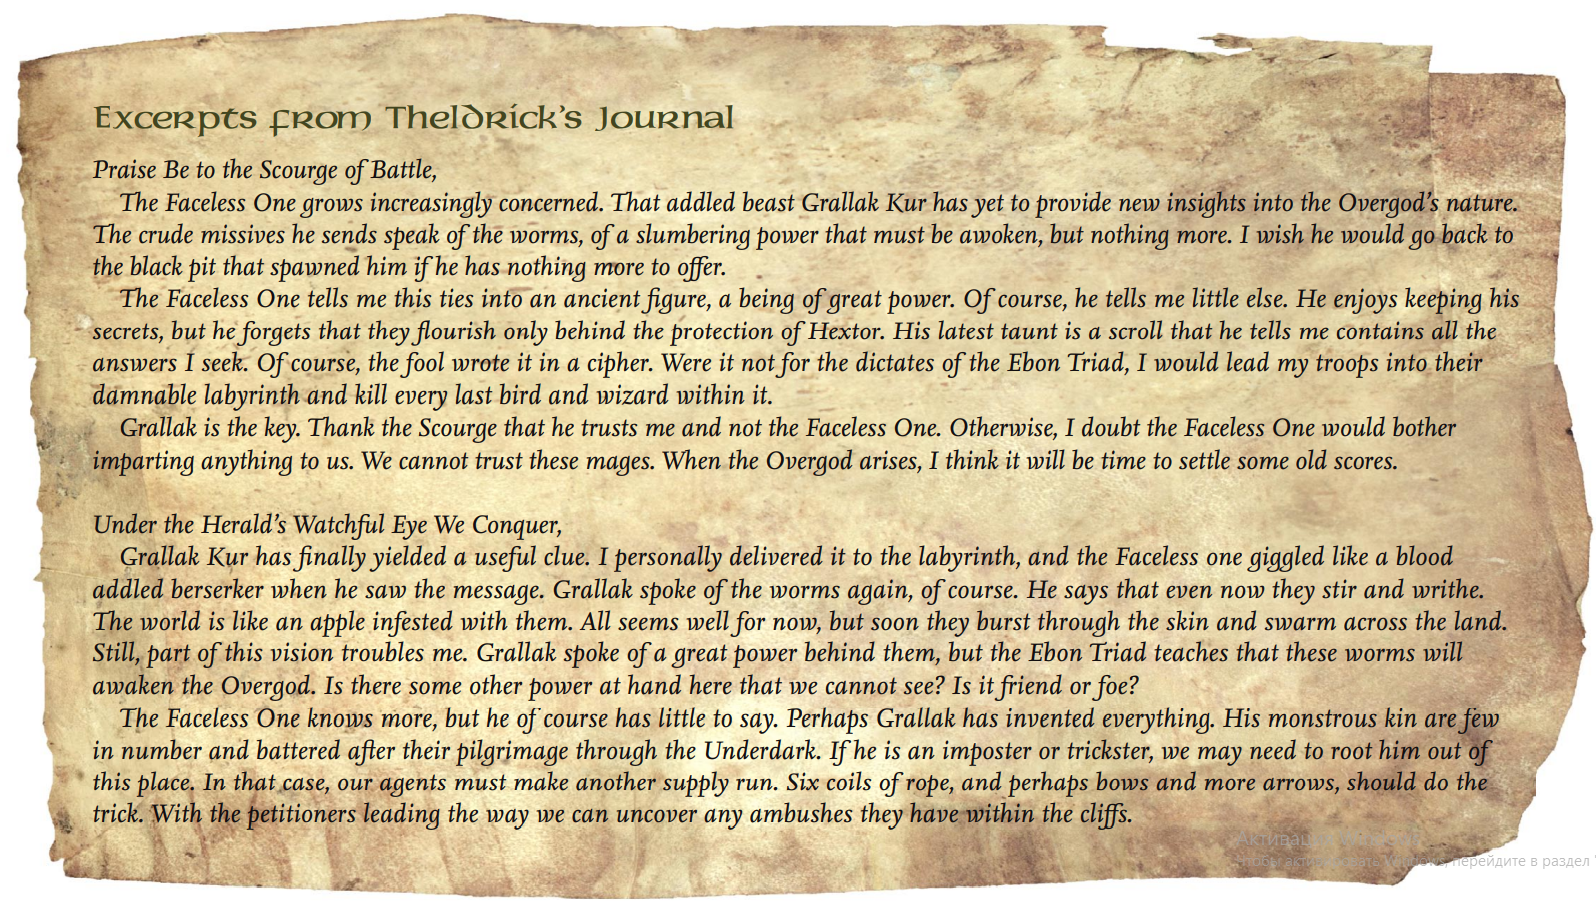 Excerpts from Theldrick's Journal
Praise Be to the Scourge of Battle,
The Faceless One grows increasingly concerned. That addled beast Grallak Kur has yet to provide new insights into the Overgod's nature.
The crude missives he sends speak of the worms, of a slumbering power that must be awoken, but nothing more. I wish he would go back to
the black pit that spawned him if he has nothing more to offer.
The Faceless One tells me this ties into an ancient figure, a being of great power. Of course, he tells me little else. He enjoys keeping his
secrets, but he forgets that they flourish only behind the protection of Hextor. His latest taunt is a scroll that he tells me contains all the
answers I seek. Of course, the fool wrote it in a cipher. Were it not for the dictates of the Ebon Triad, I would lead my troops into their
damnable labyrinth and kill every last bird and wizard within it.
Grallak is the key. Thank the Scourge that he trusts me and not the Faceless One. Otherwise, I doubt the Faceless One would bother
imparting anything to us. We cannot trust these mages. When the Overgod arises, I think it will be time to settle some old scores.
Under the Herald's Watchful Eye We Conquer,
Grallak Kur has finally yielded a useful clue. I personally delivered it to the labyrinth, and the Faceless one giggled like a blood
addled berserker when he saw the message. Grallak spoke of the worms again, of course. He says that even now they stir and writhe.
The world is like an apple infested with them. All seems well for now, but soon they burst through the skin and swarm across the land.
Still, part of this vision troubles me. Grallak spoke of a great power behind them, but the Ebon Triad teaches that these worms will
awaken the Overgod. Is there some other power at hand here that we cannot see? Is it friend or foe?
The Faceless One knows more, but he of course has little to say. Perhaps Grallak has invented everything. His monstrous kin are few
in number and battered after their pilgrimage through the Underdark. If he is an imposter or trickster, we may need to root him out of
this place. In that case, our agents must make another supply run. Six coils of rope, and perhaps bows and more arrows, should do the
trick. With the petitioners leading the way we can uncover any ambushes they have within the cliffs.
Активация Windows
Чтобы активировать Windows, перейдите в раздел